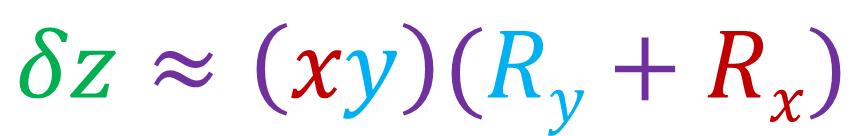 δz ≈ (xy)(R_y + R_x)